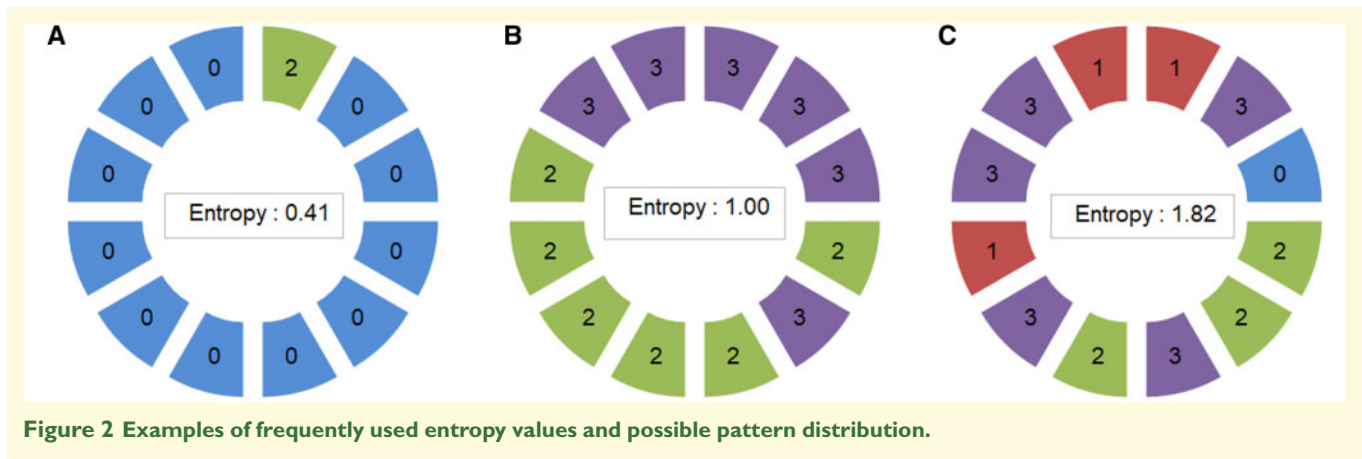 A
0 2
0 0
0 0
Entropy : 0.41
0 0
0 0
0 0
B
3 3
3 3
2 3
Entropy : 1.00
2 2
2 3
2 2
C
1 1
3 3
3 0
Entropy : 1.82
1 2
3 2
2 3
Figure 2 Examples of frequently used entropy values and possible pattern distribution.